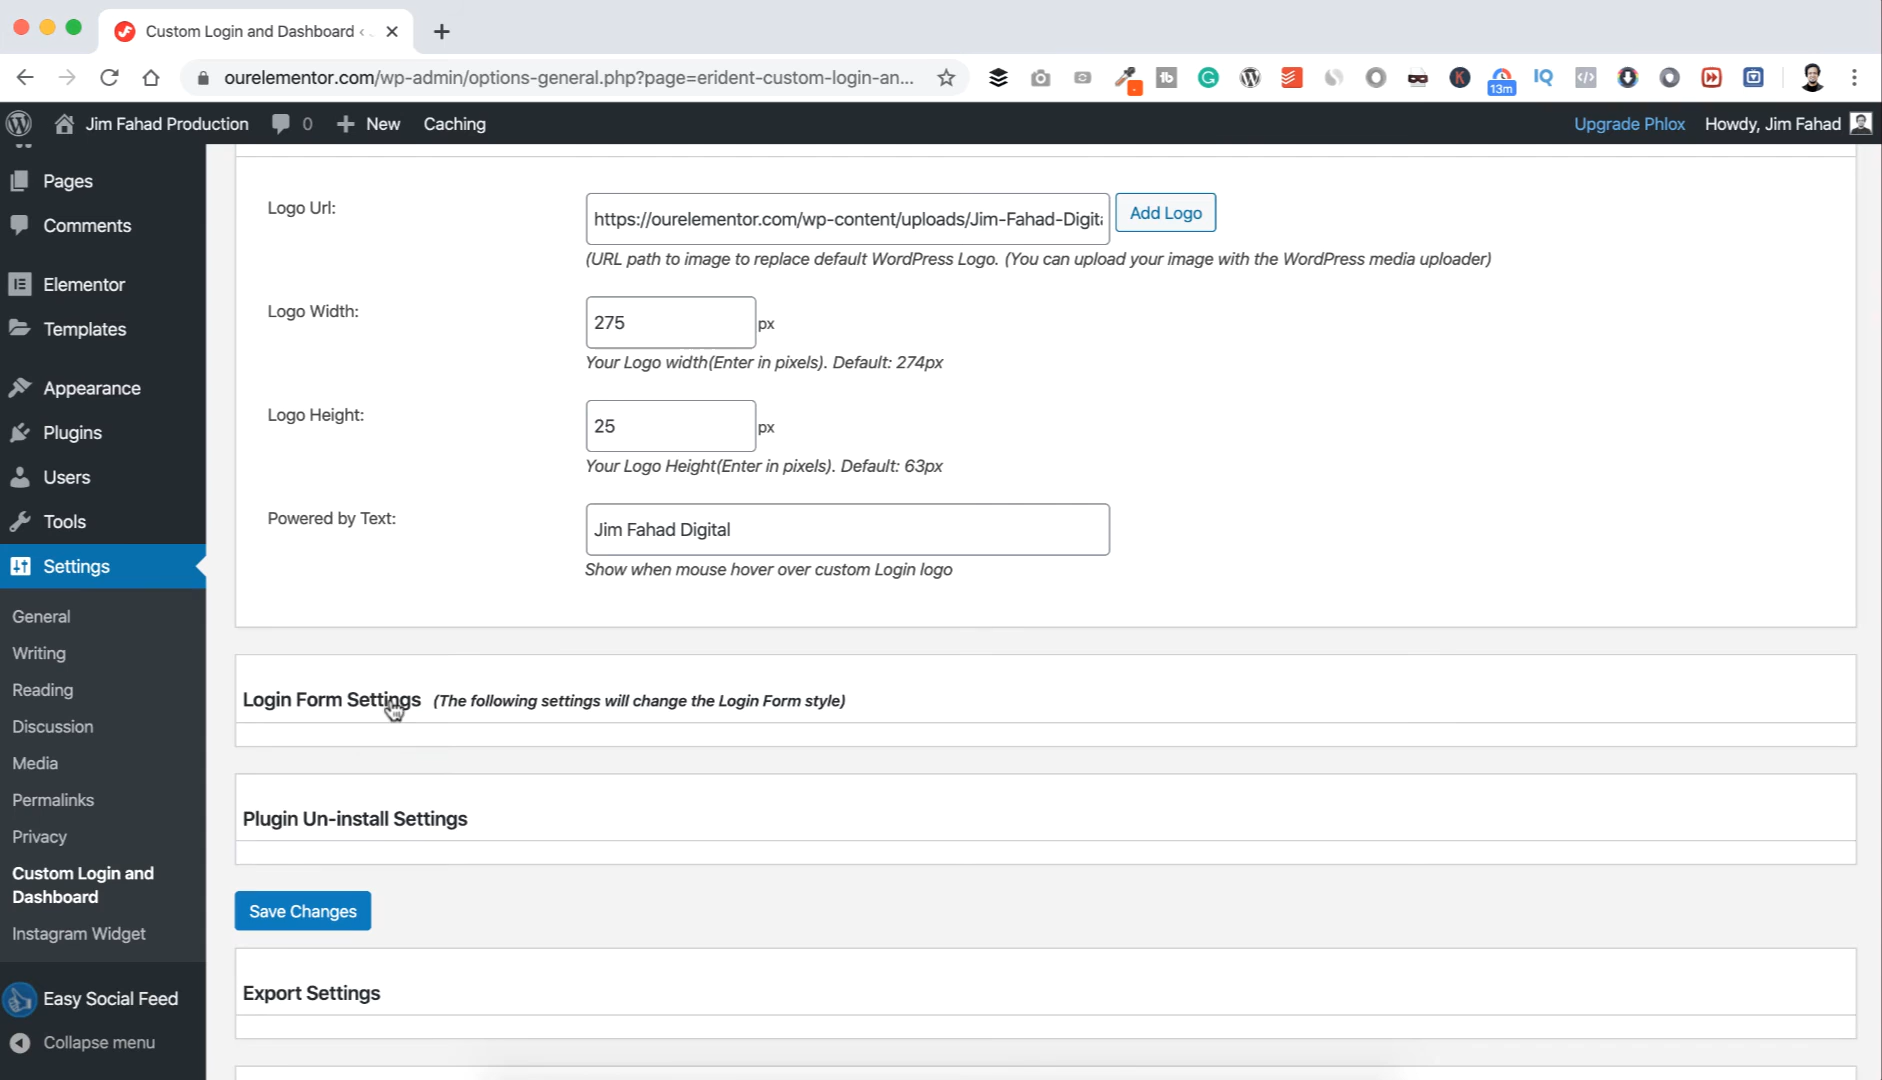 Custom Login and Dashboard ‹
ourelementor.com/wp-admin/options-general.php?page=erident-custom-login-an...
13m
Jim Fahad Production
0
New
Caching
Upgrade Phlox
Howdy, Jim Fahad
Pages
Comments
Elementor
Templates
Appearance
Plugins
Users
Tools
Settings
General
Writing
Reading
Discussion
Media
Permalinks
Privacy
Custom Login and
Dashboard
Instagram Widget
Easy Social Feed
Collapse menu
Logo Url:
https://ourelementor.com/wp-content/uploads/Jim-Fahad-Digita
Add Logo
(URL path to image to replace default WordPress Logo. (You can upload your image with the WordPress media uploader)
Logo Width:
275
px
Your Logo width(Enter in pixels). Default: 274px
Logo Height:
25
px
Your Logo Height(Enter in pixels). Default: 63px
Powered by Text:
Jim Fahad Digital
Show when mouse hover over custom Login logo
Login Form Settings (The following settings will change the Login Form style)
Plugin Un-install Settings
Save Changes
Export Settings